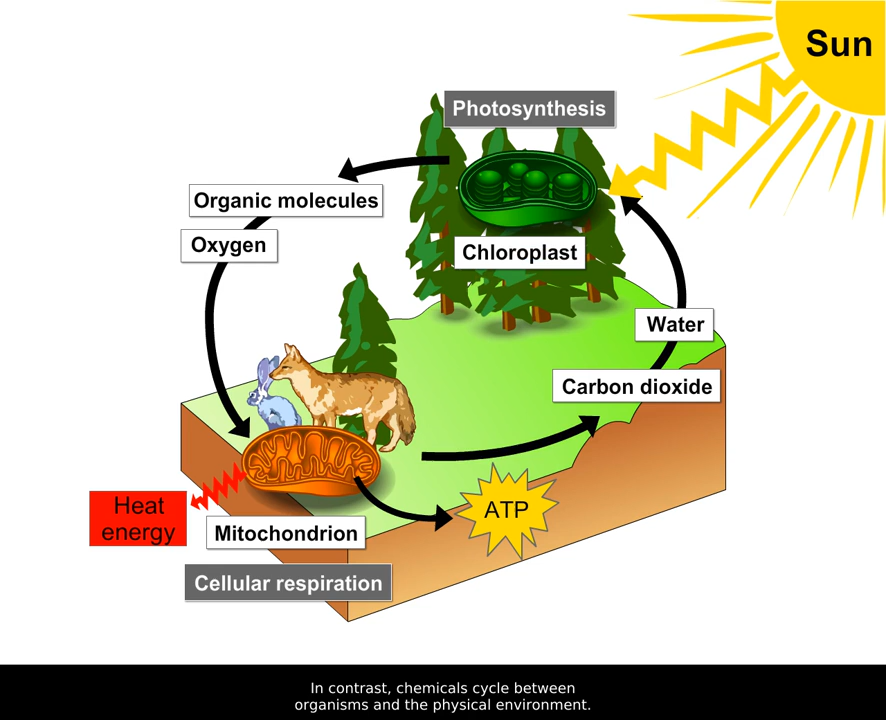 Sun
Photosynthesis
Organic molecules
Oxygen
Chloroplast
Water
Carbon dioxide
Heat
energy
ATP
Mitochondrion
Cellular respiration
In contrast, chemicals cycle between
organisms and the physical environment.